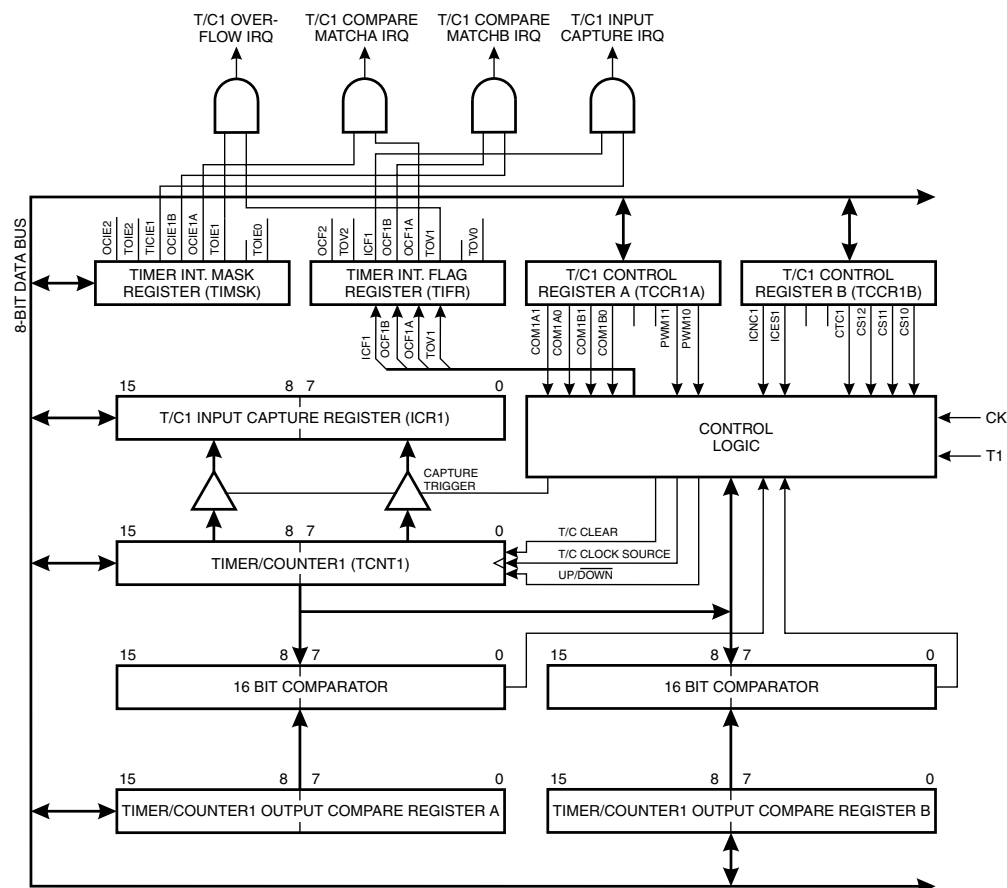 T/C1 OVER-
FLOW IRQ
T/C1 COMPARE
MATCHA IRQ
T/C1 COMPARE
MATCHB IRQ
T/C1 INPUT
CAPTURE IRQ
8-BIT DATA BUS
OCIE2
TOIE2
TICIE1
OCIE1B
OCIE1A
TOIE1
TOIE0
OCF2
TOV2
ICF1
OCF1B
OCF1A
TOV1
TOV0
TIMER INT. MASK
REGISTER (TIMSK)
TIMER INT. FLAG
REGISTER (TIFR)
T/C1 CONTROL
REGISTER A (TCCR1A)
T/C1 CONTROL
REGISTER B (TCCR1B)
ICF1
OCF1B
OCF1A
TOV1
COM1A1
COM1A0
COM1B1
COM1B0
PWM11
PWM10
ICNC1
ICES1
CTC1
CS12
CS11
CS10
15 8 7 0
T/C1 INPUT CAPTURE REGISTER (ICR1)
CONTROL
LOGIC
CK
T1
CAPTURE
TRIGGER
15 8 7 0
TIMER/COUNTER1 (TCNT1)
T/C CLEAR
T/C CLOCK SOURCE
UP/DOWN
15 8 7 0
16 BIT COMPARATOR
15 8 7 0
16 BIT COMPARATOR
15 8 7 0
TIMER/COUNTER1 OUTPUT COMPARE REGISTER A
15 8 7 0
TIMER/COUNTER1 OUTPUT COMPARE REGISTER B